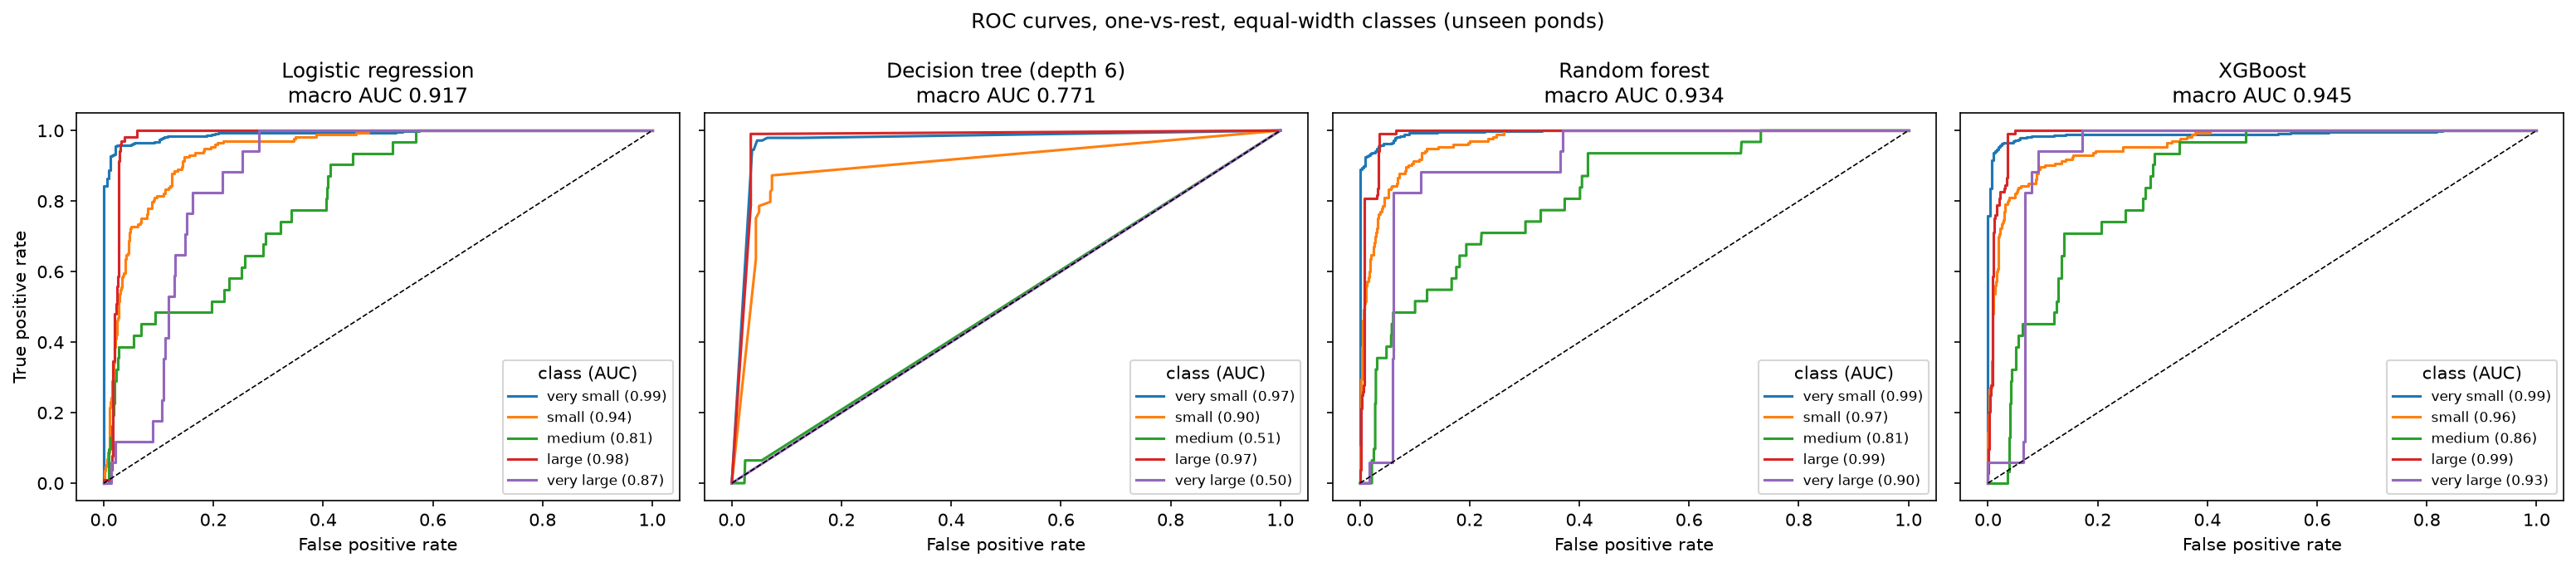 ROC curves, one-vs-rest, equal-width classes (unseen ponds)
Logistic regression
macro AUC 0.917
True positive rate
1.0
0.8
0.6
0.4
0.2
0.0
0.0 0.2 0.4 0.6 0.8 1.0
False positive rate
class (AUC)
very small (0.99)
small (0.94)
medium (0.81)
large (0.98)
very large (0.87)
Decision tree (depth 6)
macro AUC 0.771
0.0 0.2 0.4 0.6 0.8 1.0
False positive rate
class (AUC)
very small (0.97)
small (0.90)
medium (0.51)
large (0.97)
very large (0.50)
Random forest
macro AUC 0.934
0.0 0.2 0.4 0.6 0.8 1.0
False positive rate
class (AUC)
very small (0.99)
small (0.97)
medium (0.81)
large (0.99)
very large (0.90)
XGBoost
macro AUC 0.945
0.0 0.2 0.4 0.6 0.8 1.0
False positive rate
class (AUC)
very small (0.99)
small (0.96)
medium (0.86)
large (0.99)
very large (0.93)